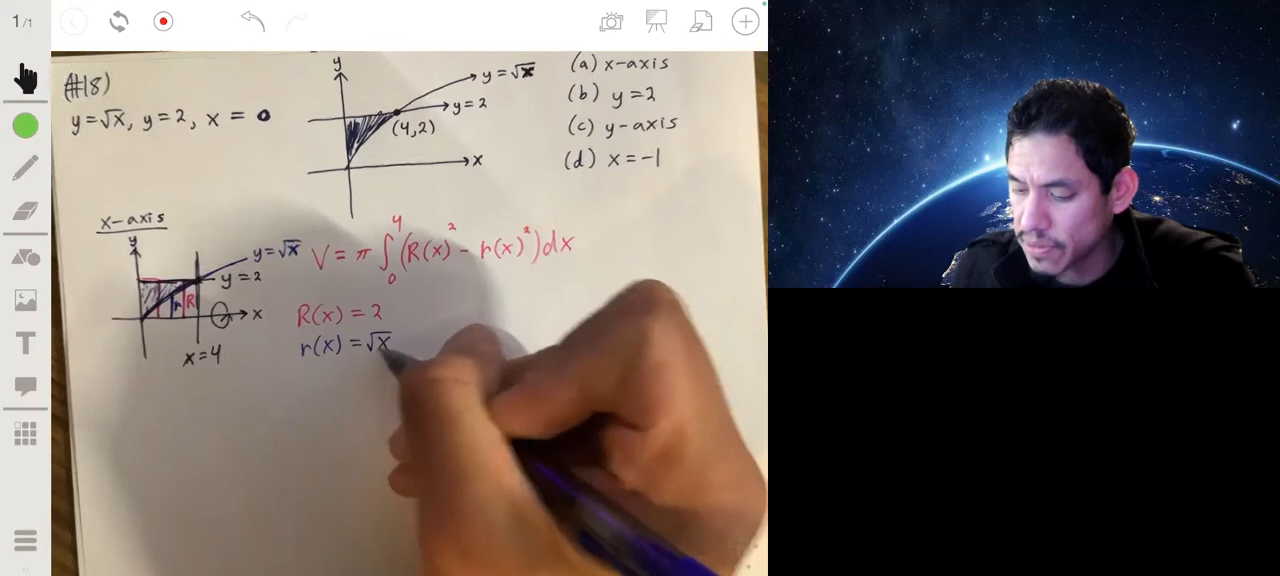 1/1
(#18)
y=√x, y=2, x = 0
y
y=√x
y=2
(4,2)
x
(a) x-axis
(b) y=2
(c) y-axis
(d) x=-1
x-axis
y
y=√x
y=2
r R
x
x=4
V = π ∫₀⁴ (R(x)² - r(x)²)dx
R(x) = 2
r(x) = √x
T